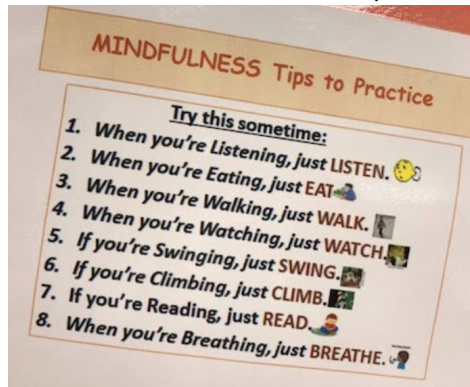 MINDFULNESS Tips to Practice
Try this sometime:
1. When you're Listening, just LISTEN.
2. When you're Eating, just EAT
3. When you're Walking, just WALK.
4. When you're Watching, just WATCH.
5. If you're Swinging, just SWING.
6. If you're Climbing, just CLIMB.
7. If you're Reading, just READ.
8. When you're Breathing, just BREATHE.